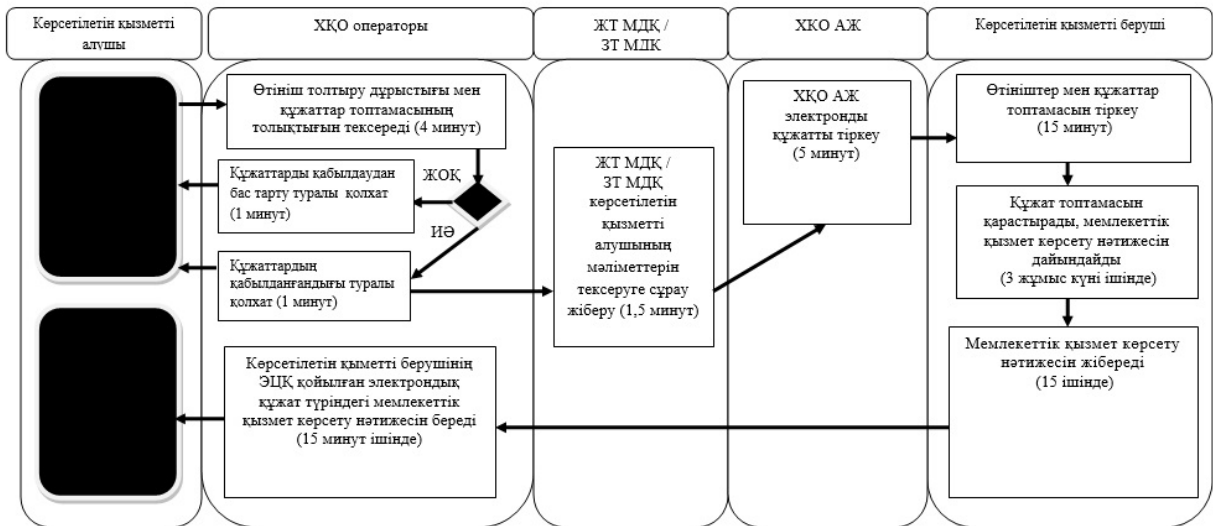 Көрсетілетін қызметті
алушы
ХҚО операторы
ЖТ МДҚ /
ЗТ МДК
ХКО АЖ
Көрсетілетін қызметті беруші
Өтініш толтыру дұрыстығы мен
құжаттар топтамасының
толықтығын тексереді (4 минут)
Құжаттарды қабылдаудан
бас тарту туралы қолхат
(1 минут)
ЖОҚ
ИӘ
Құжаттардың
қабылданғандығы туралы
қолхат (1 минут)
ЖТ МДҚ /
ЗТ МДҚ
көрсетілетін
қызметті
алушының
мәліметтерін
тексеруге сұрау
жіберу (1,5 минут)
ХҚО АЖ
электронды
құжатты тіркеу
(5 минут)
Өтініштер мен құжаттар
топтамасын тіркеу
(15 минут)
Құжат топтамасын
қарастырады, мемлекеттік
қызмет көрсету нәтижесін
дайындайды
(3 жұмыс күні ішінде)
Мемлекеттік қызмет көрсету
нәтижесін жібереді
(15 ішінде)
Көрсетілетін қыметті берушінің
ЭЦҚ қойылған электрондық
құжат түріндегі мемлекеттік
қызмет көрсету нәтижесін береді
(15 минут ішінде)